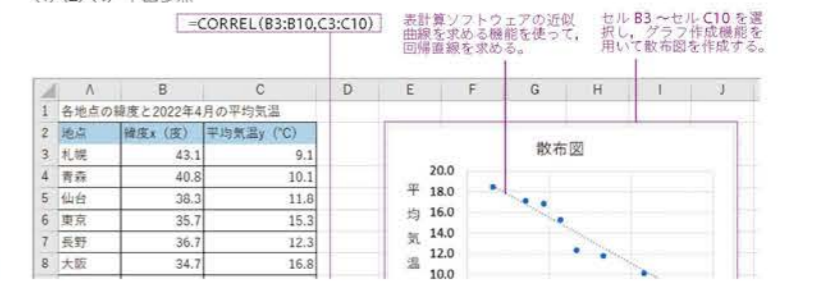 =CORREL(B3:B10,C3:C10)
表計算ソフトウェアの近似
曲線を求める機能を使って，
回帰直線を求める。
セル B3～セル C10 を選
択し，グラフ作成機能を
用いて散布図を作成する。
A B C D E F G H I J
1 各地点の緯度と2022年4月の平均気温
2 地点 緯度x（度） 平均気温y（℃）
3 札幌 43.1 9.1
4 青森 40.8 10.1
5 仙台 38.3 11.8
6 東京 35.7 15.3
7 長野 36.7 12.3
8 大阪 34.7 16.8
散布図
平均気温
20.0
18.0
16.0
14.0
12.0
10.0